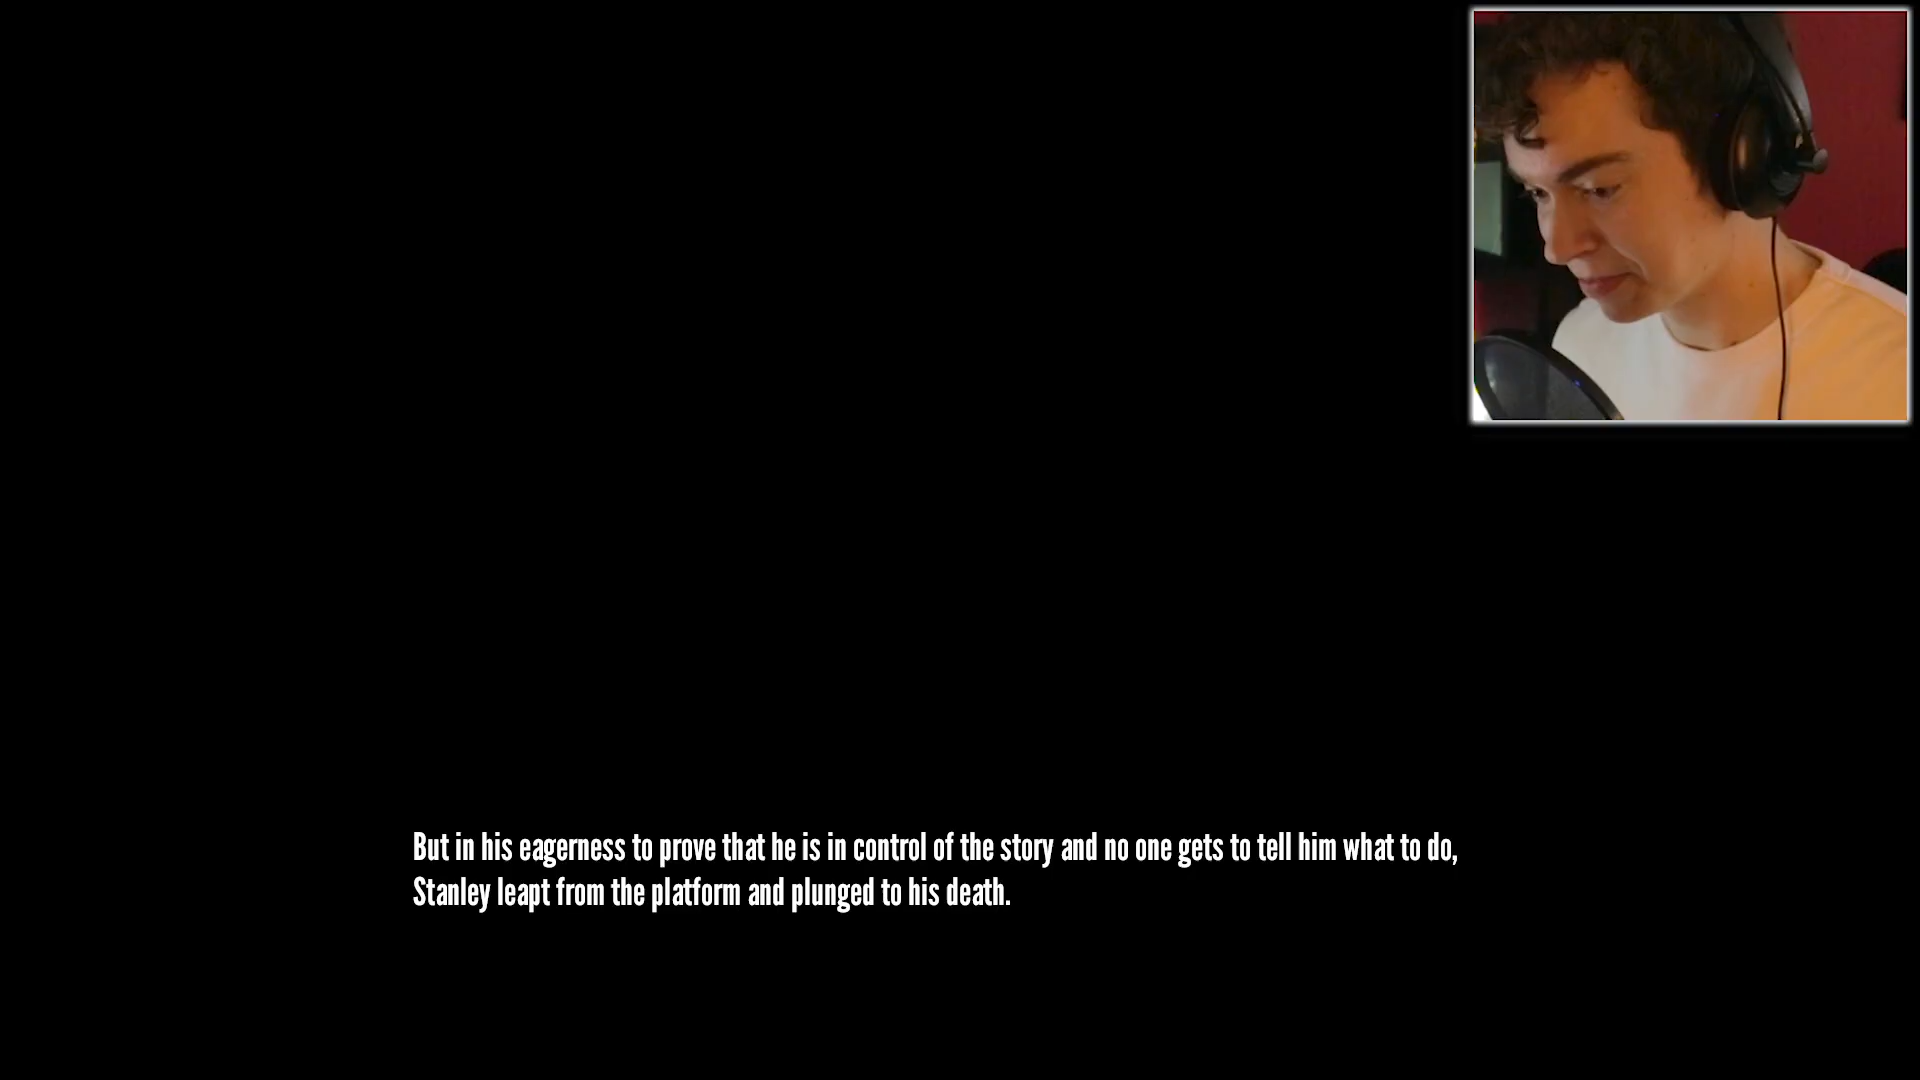 But in his eagerness to prove that he is in control of the story and no one gets to tell him what to do,
Stanley leapt from the platform and plunged to his death.